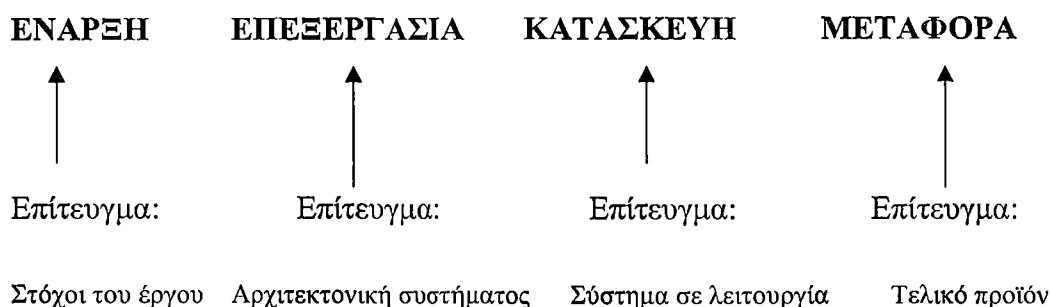 ΕΝΑΡΞΗ ΕΠΕΞΕΡΓΑΣΙΑ ΚΑΤΑΣΚΕΥΗ ΜΕΤΑΦΟΡΑ
Επίτευγμα: Επίτευγμα: Επίτευγμα: Επίτευγμα:
Στόχοι του έργου Αρχιτεκτονική συστήματος Σύστημα σε λειτουργία Τελικό προϊόν